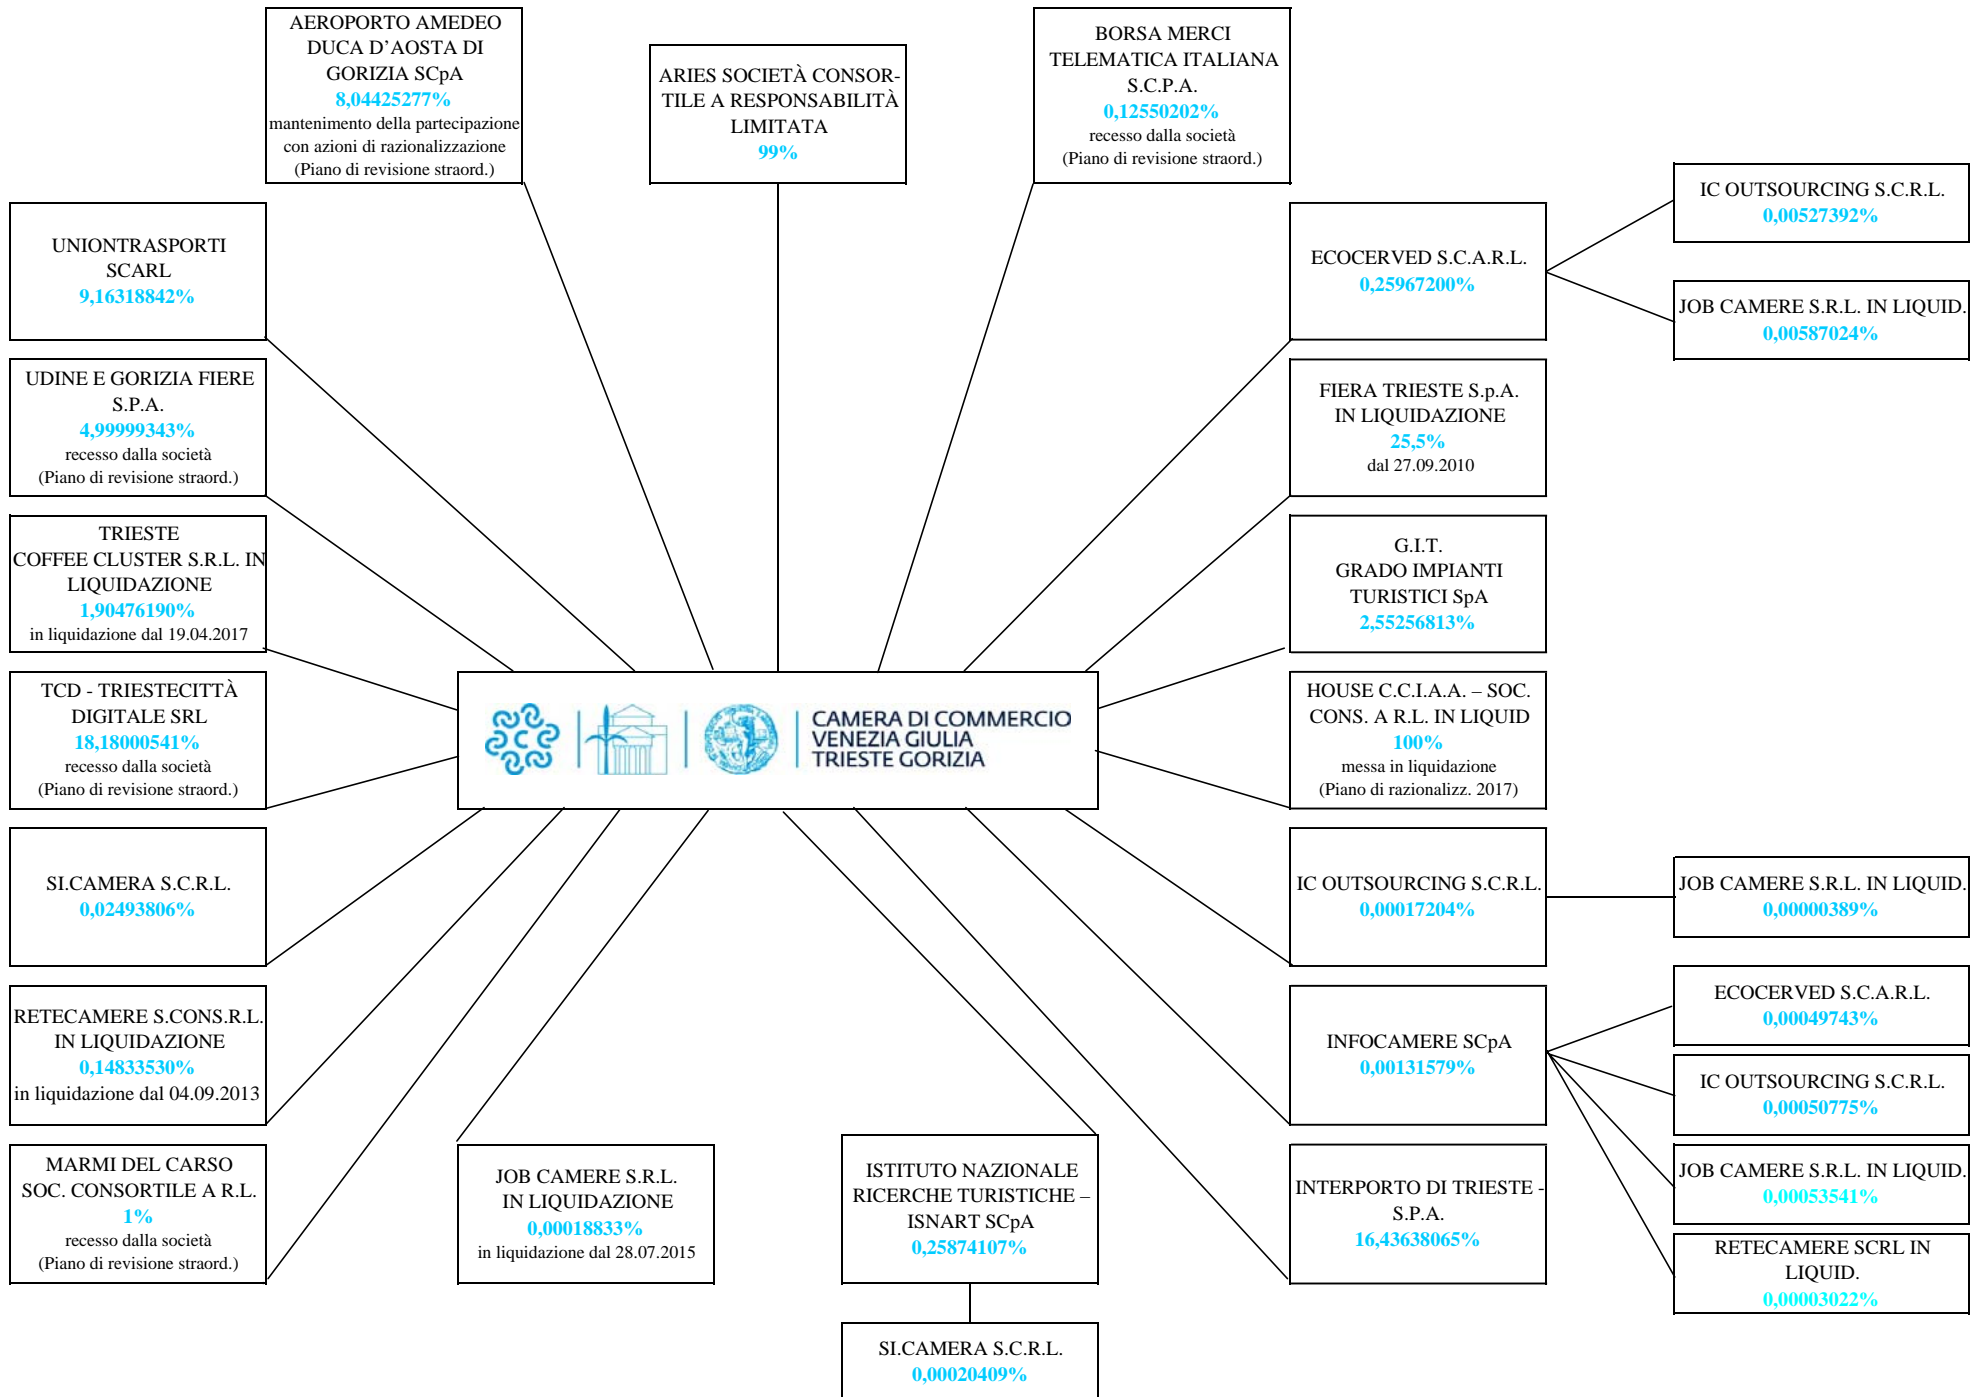 AEROPORTO AMEDEO
DUCA D’AOSTA DI
GORIZIA SCpA
8,04425277%
mantenimento della partecipazione
con azioni di razionalizzazione
(Piano di revisione straord.)
ARIES SOCIETÀ CONSOR-
TILE A RESPONSABILITÀ
LIMITATA
99%
BORSA MERCI
TELEMATICA ITALIANA
S.C.P.A.
0,12550202%
recesso dalla società
(Piano di revisione straord.)
UNIONTRASPORTI
SCARL
9,16318842%
ECOCERVED S.C.A.R.L.
0,25967200%
IC OUTSOURCING S.C.R.L.
0,00527392%
JOB CAMERE S.R.L. IN LIQUID.
0,00587024%
UDINE E GORIZIA FIERE
S.P.A.
4,99999343%
recesso dalla società
(Piano di revisione straord.)
FIERA TRIESTE S.p.A.
IN LIQUIDAZIONE
25,5%
dal 27.09.2010
TRIESTE
COFFEE CLUSTER S.R.L. IN
LIQUIDAZIONE
1,90476190%
in liquidazione dal 19.04.2017
G.I.T.
GRADO IMPIANTI
TURISTICI SpA
2,55256813%
TCD - TRIESTECITTÀ
DIGITALE SRL
18,18000541%
recesso dalla società
(Piano di revisione straord.)
CAMERA DI COMMERCIO
VENEZIA GIULIA
TRIESTE GORIZIA
HOUSE C.C.I.A.A. – SOC.
CONS. A R.L. IN LIQUID
100%
messa in liquidazione
(Piano di razionalizz. 2017)
SI.CAMERA S.C.R.L.
0,02493806%
IC OUTSOURCING S.C.R.L.
0,00017204%
JOB CAMERE S.R.L. IN LIQUID.
0,00000389%
RETECAMERE S.CONS.R.L.
IN LIQUIDAZIONE
0,14833530%
in liquidazione dal 04.09.2013
INFOCAMERE SCpA
0,00131579%
ECOCERVED S.C.A.R.L.
0,00049743%
IC OUTSOURCING S.C.R.L.
0,00050775%
JOB CAMERE S.R.L. IN LIQUID.
0,00053541%
RETECAMERE SCRL IN
LIQUID.
0,00003022%
MARMI DEL CARSO
SOC. CONSORTILE A R.L.
1%
recesso dalla società
(Piano di revisione straord.)
JOB CAMERE S.R.L.
IN LIQUIDAZIONE
0,00018833%
in liquidazione dal 28.07.2015
ISTITUTO NAZIONALE
RICERCHE TURISTICHE –
ISNART SCpA
0,25874107%
INTERPORTO DI TRIESTE -
S.P.A.
16,43638065%
SI.CAMERA S.C.R.L.
0,00020409%